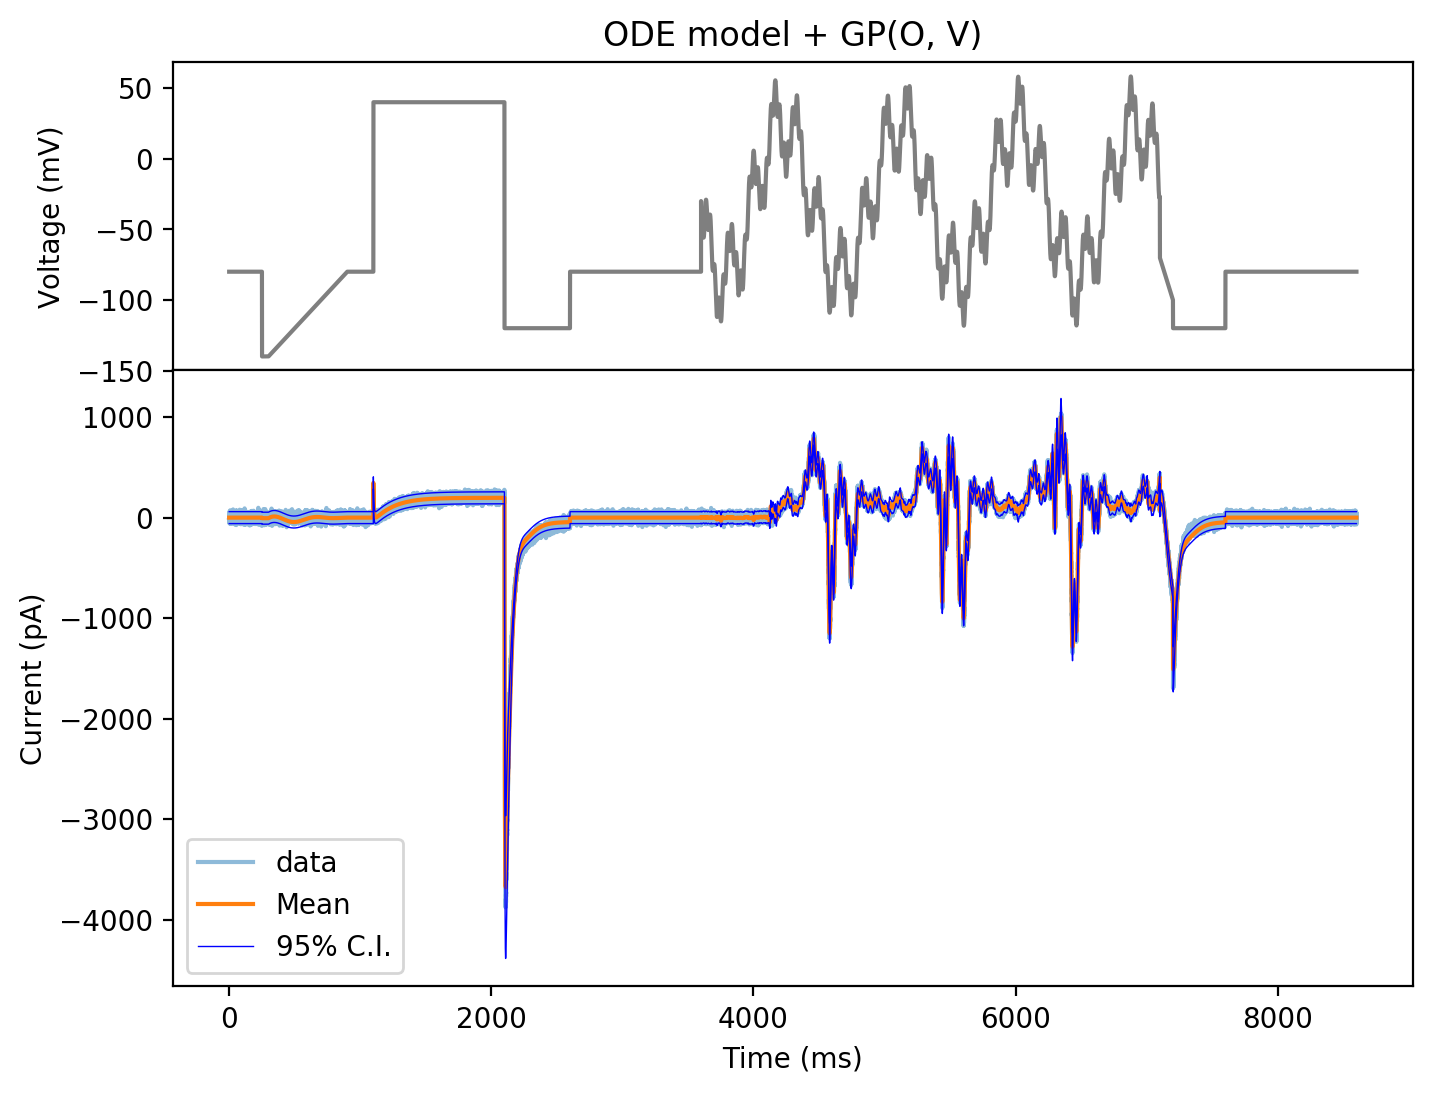 ODE model + GP(O, V)
50
0
−50
−100
−150
Voltage (mV)
1000
0
−1000
−2000
−3000
−4000
Current (pA)
data
Mean
95% C.I.
0 2000 4000 6000 8000
Time (ms)